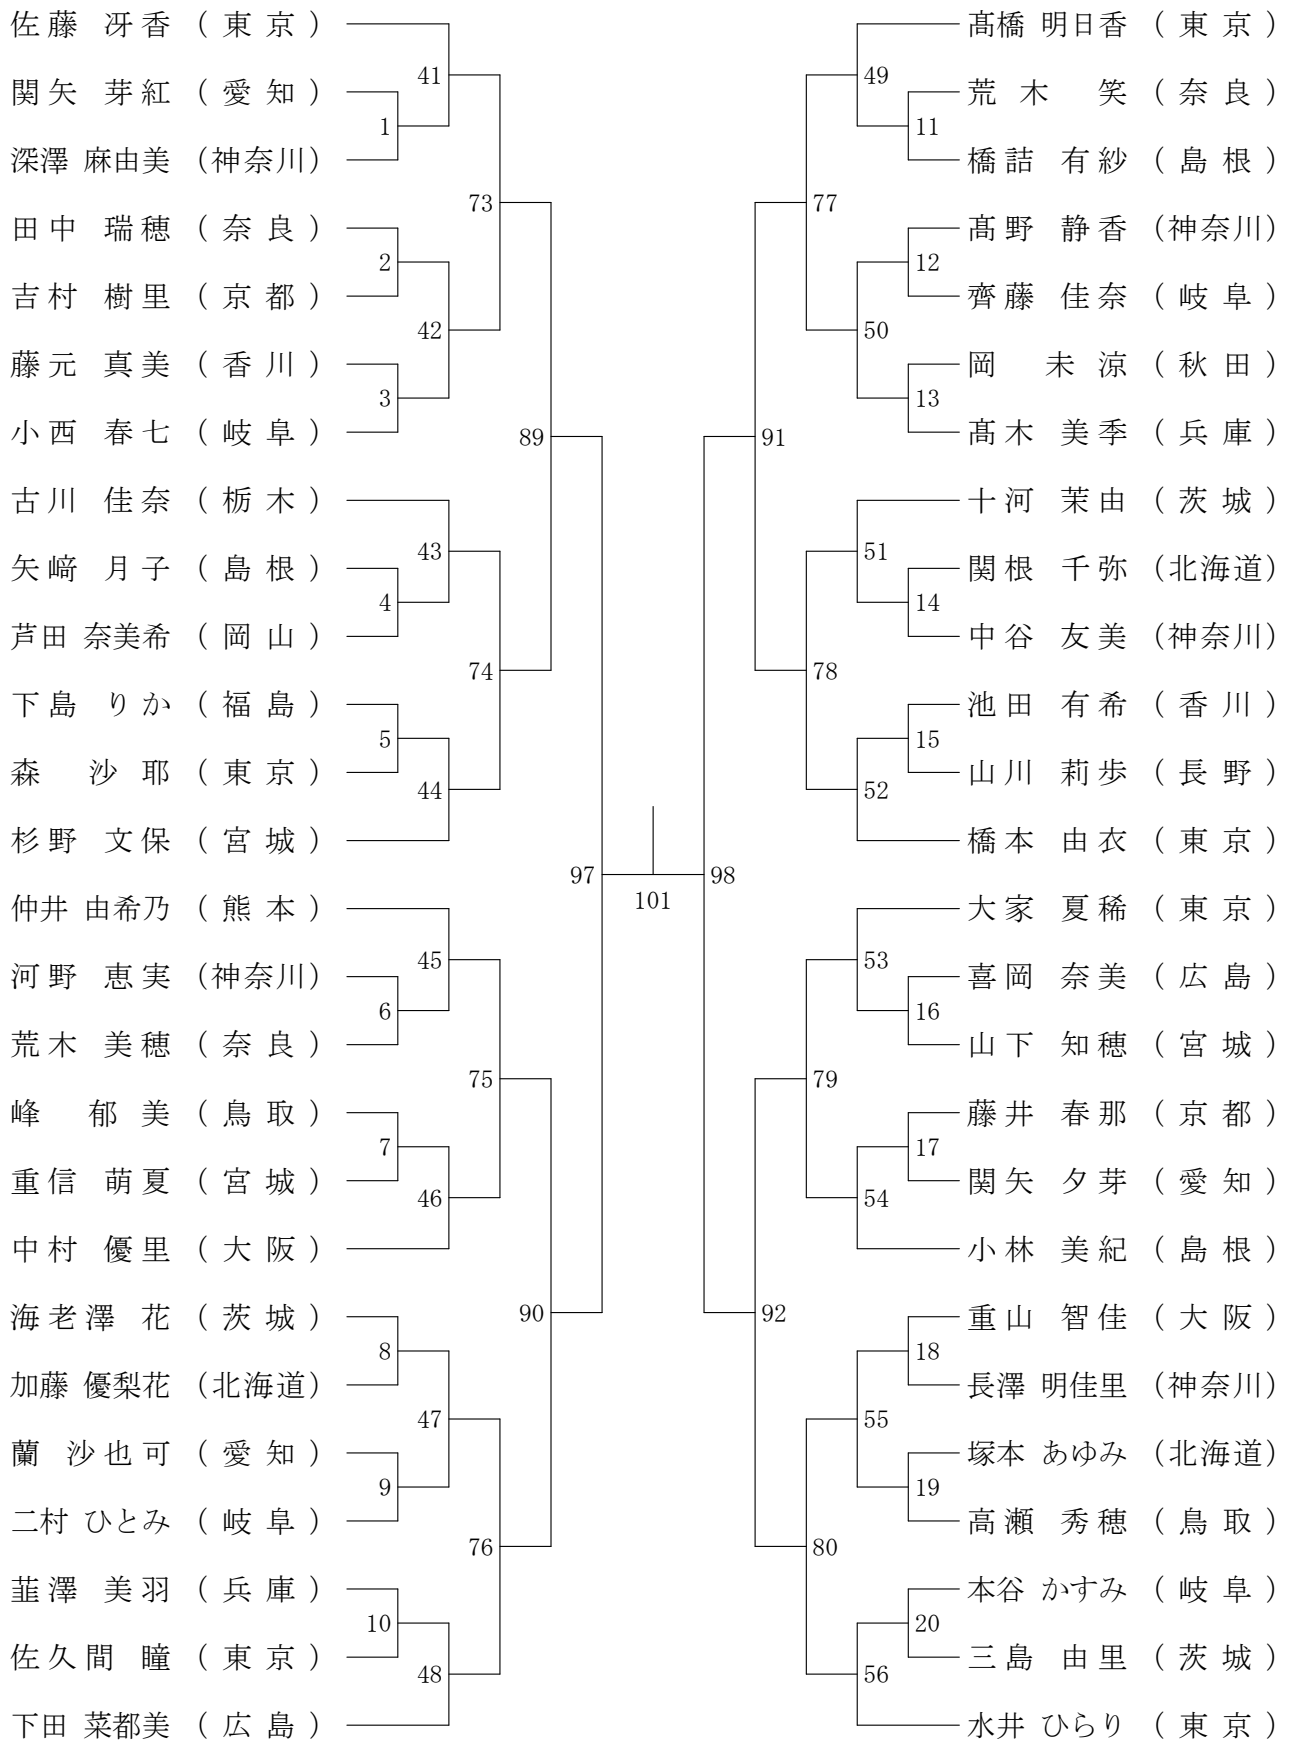 佐藤 冴香 (東京)
41
関矢 芽紅 (愛知)
1
深澤 麻由美 (神奈川)
73
田中 瑞穂 (奈良)
2
吉村 樹里 (京都)
42
藤元 真美 (香川)
3
小西 春七 (岐阜)
89
古川 佳奈 (栃木)
43
矢﨑 月子 (島根)
4
芦田 奈美希 (岡山)
74
下島 りか (福島)
5
森 沙耶 (東京)
44
杉野 文保 (宮城)
97
仲井 由希乃 (熊本)
45
河野 恵実 (神奈川)
6
荒木 美穂 (奈良)
75
峰 郁美 (鳥取)
7
重信 萌夏 (宮城)
46
中村 優里 (大阪)
90
海老澤 花 (茨城)
8
加藤 優梨花 (北海道)
47
蘭 沙也可 (愛知)
9
二村 ひとみ (岐阜)
76
韮澤 美羽 (兵庫)
10
佐久間 瞳 (東京)
48
下田 菜都美 (広島)
101
髙橋 明日香 (東京)
49
荒木 笑 (奈良)
11
橋詰 有紗 (島根)
77
髙野 静香 (神奈川)
12
齊藤 佳奈 (岐阜)
50
岡 未涼 (秋田)
13
髙木 美季 (兵庫)
91
十河 茉由 (茨城)
51
関根 千弥 (北海道)
14
中谷 友美 (神奈川)
78
池田 有希 (香川)
15
山川 莉歩 (長野)
52
橋本 由衣 (東京)
98
大家 夏稀 (東京)
53
喜岡 奈美 (広島)
16
山下 知穂 (宮城)
79
藤井 春那 (京都)
17
関矢 夕芽 (愛知)
54
小林 美紀 (島根)
92
重山 智佳 (大阪)
18
長澤 明佳里 (神奈川)
55
塚本 あゆみ (北海道)
19
高瀬 秀穂 (鳥取)
80
本谷 かすみ (岐阜)
20
三島 由里 (茨城)
56
水井 ひらり (東京)